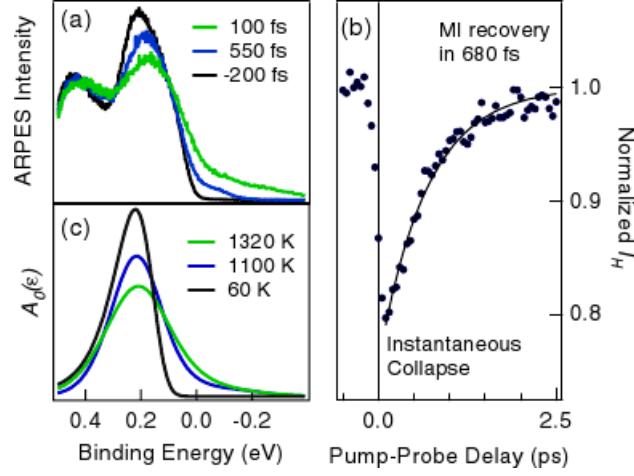 (a)
100 fs
550 fs
-200 fs
ARPES Intensity
(b)
MI recovery
in 680 fs
Instantaneous
Collapse
1.0
0.9
0.8
Normalized I_H
0.0
2.5
Pump-Probe Delay (ps)
(c)
1320 K
1100 K
60 K
A₀(ε)
0.4
0.2
0.0
-0.2
Binding Energy (eV)